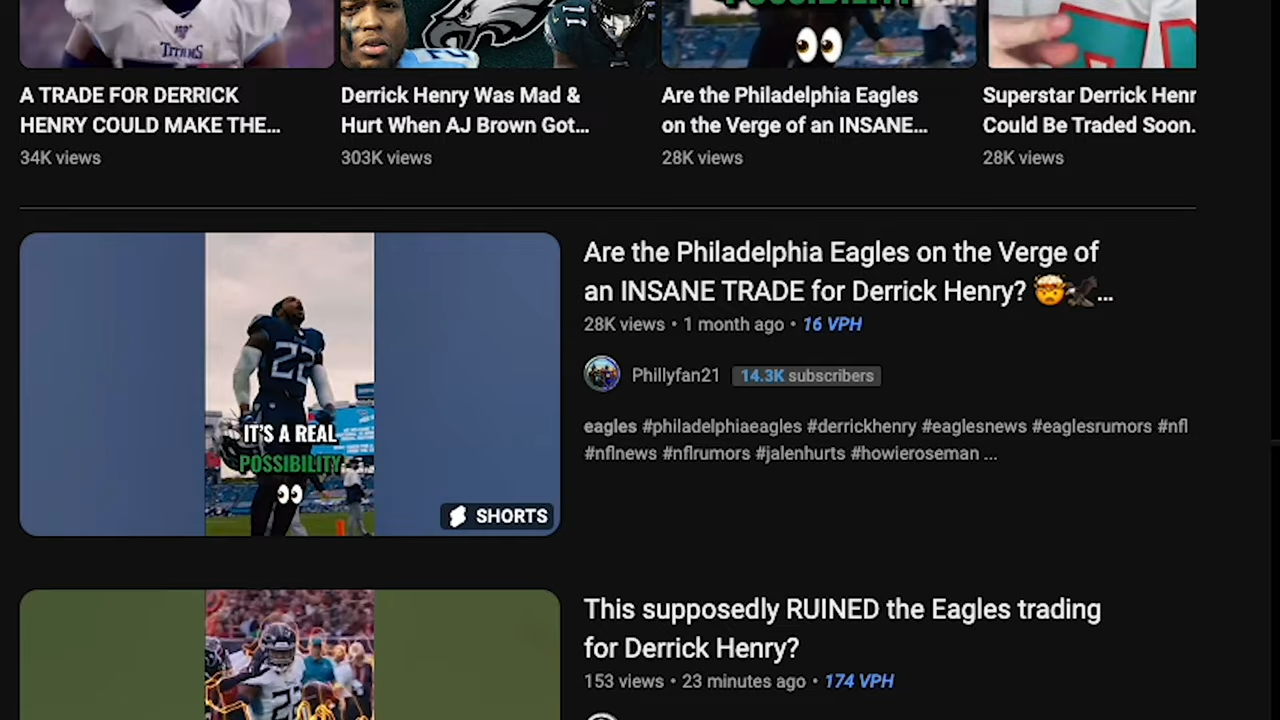 TITANS
POSSIBILITY
A TRADE FOR DERRICK
HENRY COULD MAKE THE...
34K views
Derrick Henry Was Mad &
Hurt When AJ Brown Got...
303K views
Are the Philadelphia Eagles
on the Verge of an INSANE...
28K views
Superstar Derrick Henr
Could Be Traded Soon.
28K views
22
IT'S A REAL
POSSIBILITY
SHORTS
Are the Philadelphia Eagles on the Verge of
an INSANE TRADE for Derrick Henry? 🤯🦅...
28K views • 1 month ago • 16 VPH
Phillyfan21 14.3K subscribers
eagles #philadelphiaeagles #derrickhenry #eaglesnews #eaglesrumors #nfl
#nflnews #nflrumors #jalenhurts #howieroseman ...
22
This supposedly RUINED the Eagles trading
for Derrick Henry?
153 views • 23 minutes ago • 174 VPH